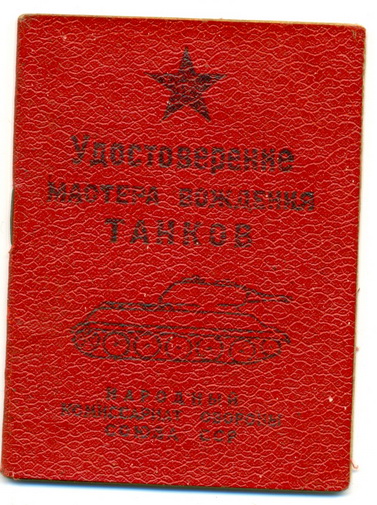 Удостоверение
МАСТЕРА ВОЖДЕНИЯ
ТАНКОВ
НАРОДНЫЙ
КОМИССАРИАТ ОБОРОНЫ
СОЮЗА ССР